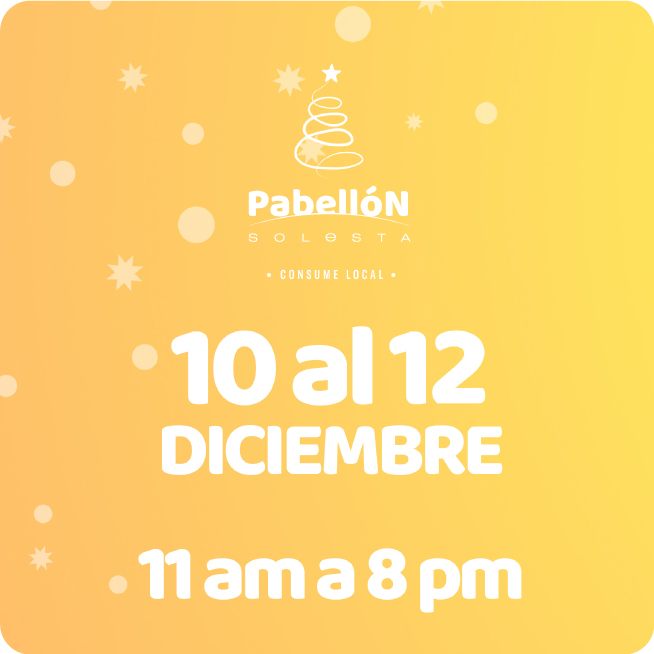 PabellóN
SOLESTA
• CONSUME LOCAL •
10 al 12
DICIEMBRE
11 am a 8 pm